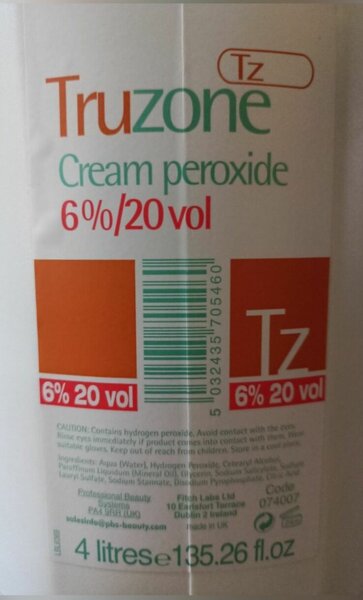 Tz
Truzone
Cream peroxide
6%/20 vol
Tz
6% 20 vol
5 032435 705460
6% 20 vol
CAUTION: Contains hydrogen peroxide. Avoid contact with the eyes.
Rinse eyes immediately if product comes into contact with them. Wear
suitable gloves. Keep out of reach from children. Store in a cool place.
Ingredients: Aqua (Water), Hydrogen Peroxide, Cetearyl Alcohol,
Paraffinum Liquidum (Mineral Oil), Glycerin, Sodium Salicylate, Sodium
Lauryl Sulfate, Sodium Stannate, Disodium Pyrophosphate, Citric Acid
Professional Beauty
Systems
PA4 9RR (UK)
salesinfo@pbs-beauty.com
Fitch Labs Ltd
10 Earlsfort Terrace
Dublin 2 Ireland
made in UK
Code
074007
4 litres e 135.26 fl.oz